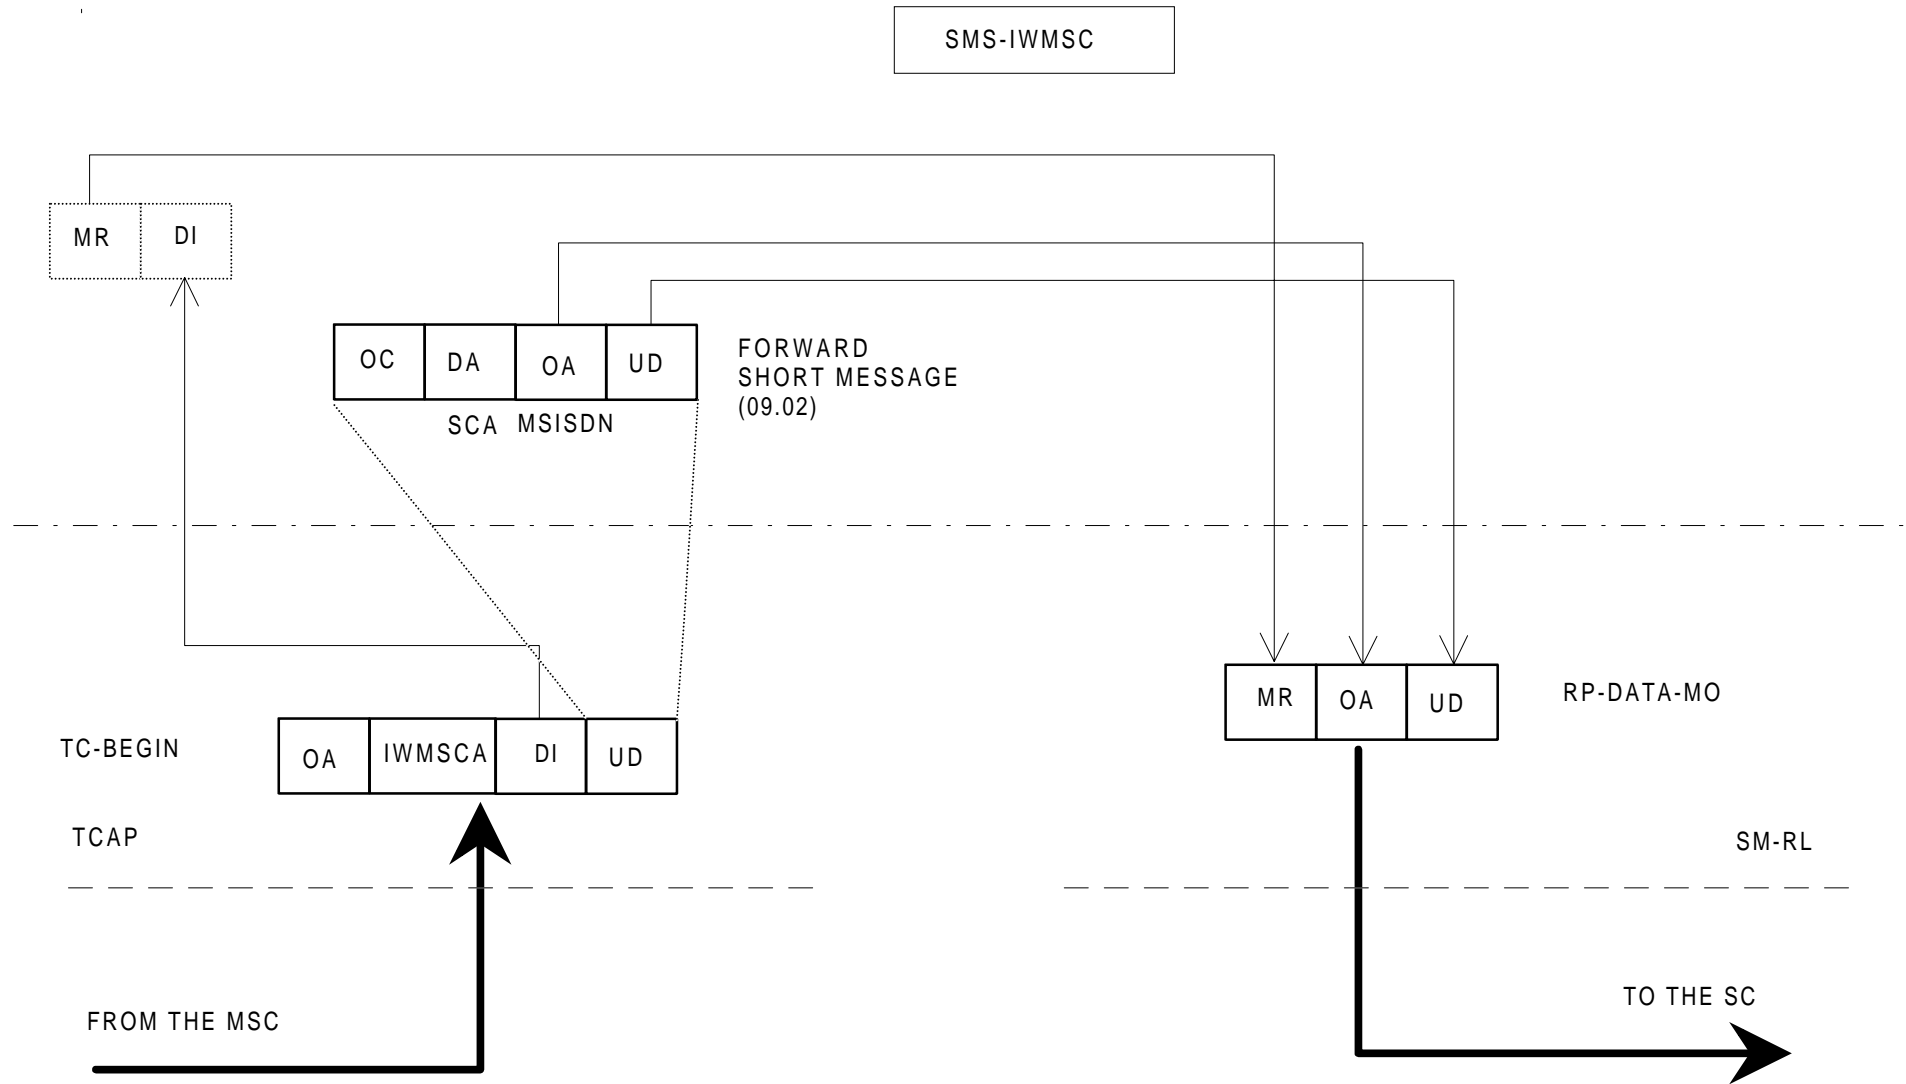 SMS-IWMSC
MR DI
OC DA OA UD
SCA MSISDN
FORWARD
SHORT MESSAGE
(09.02)
TC-BEGIN
OA IWMSCA DI UD
MR OA UD
RP-DATA-MO
TCAP
SM-RL
FROM THE MSC
TO THE SC